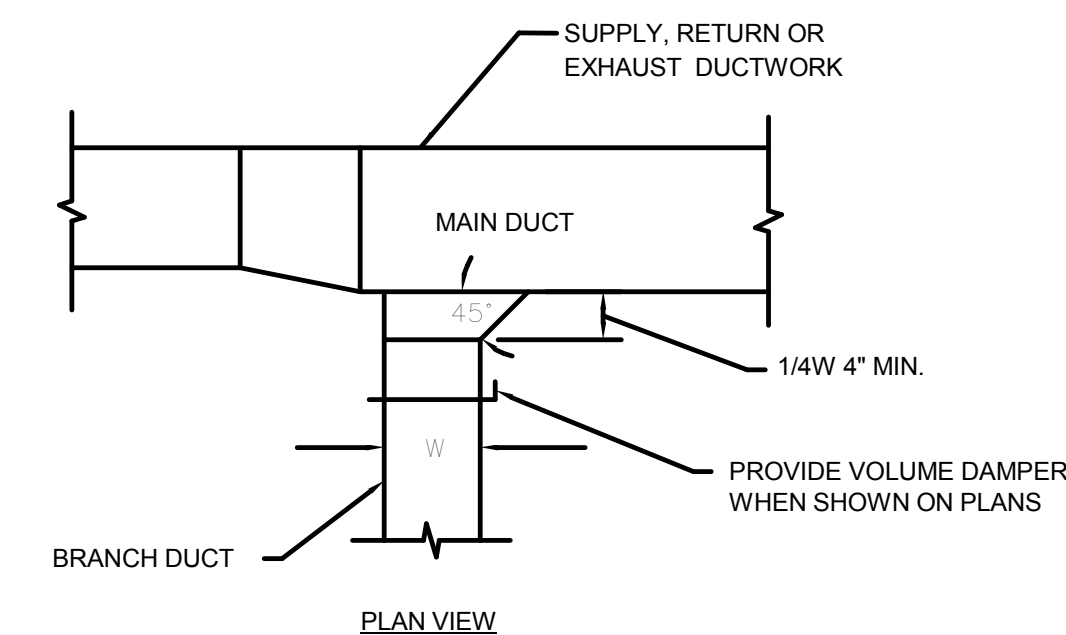 SUPPLY, RETURN OR
EXHAUST DUCTWORK
MAIN DUCT
45°
1/4W 4" MIN.
W
PROVIDE VOLUME DAMPER
WHEN SHOWN ON PLANS
BRANCH DUCT
PLAN VIEW